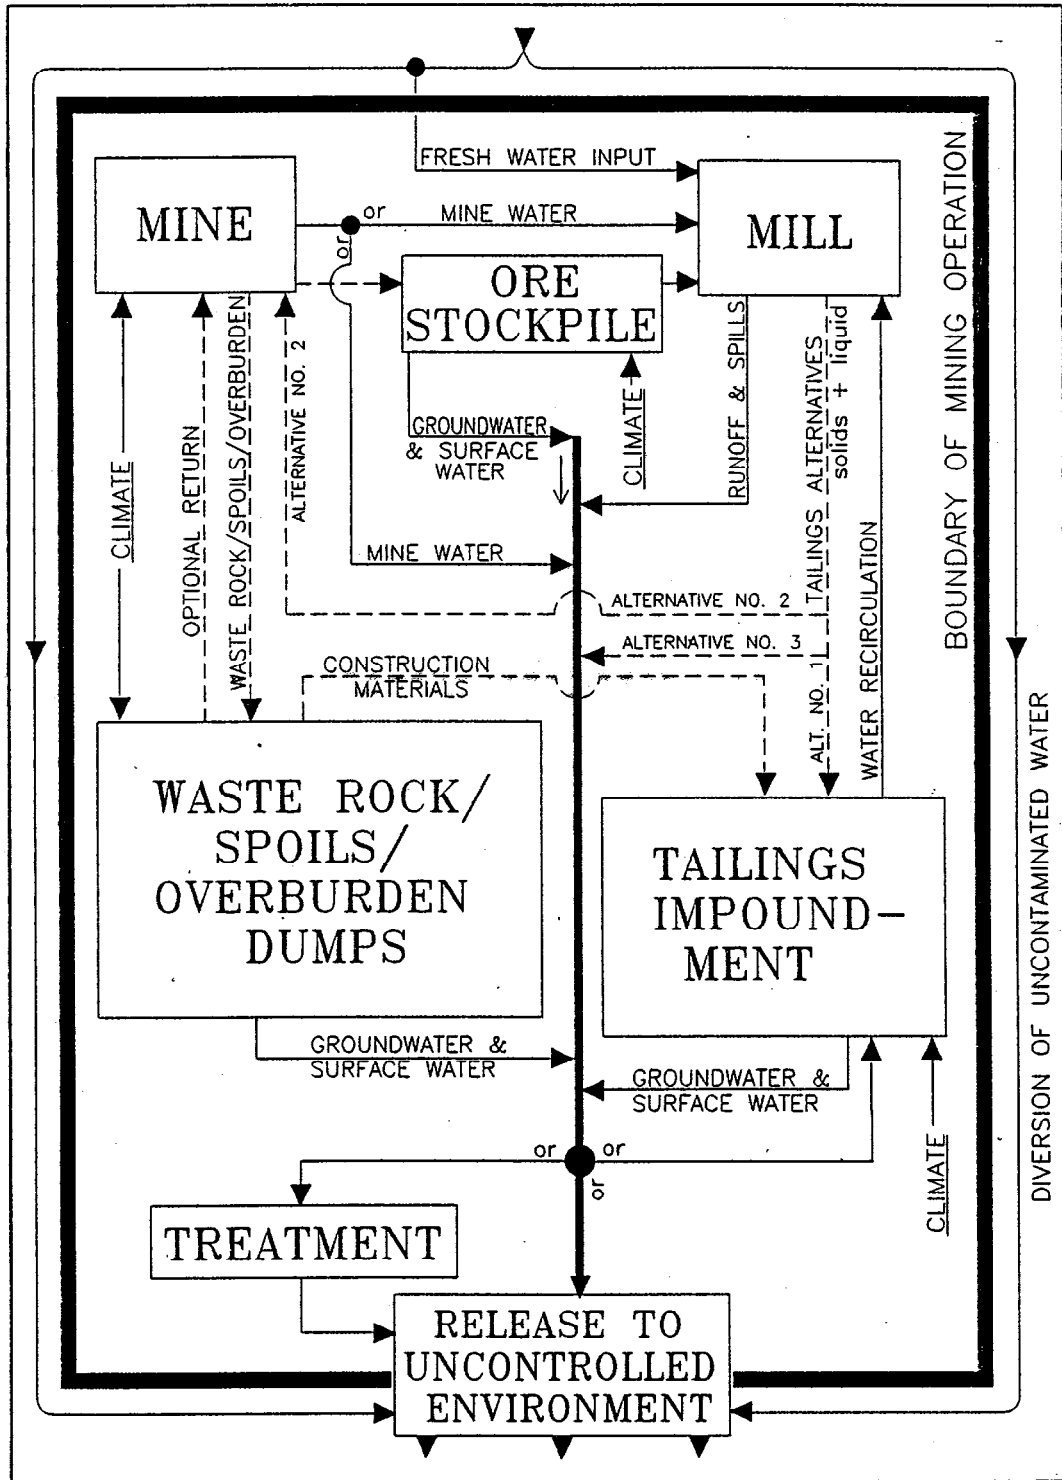 FRESH WATER INPUT
MINE
or
MINE WATER
MILL
or
ORE
STOCKPILE
BOUNDARY OF MINING OPERATION
CLIMATE
OPTIONAL RETURN
WASTE ROCK/SPOILS/OVERBURDEN
ALTERNATIVE NO. 2
GROUNDWATER
& SURFACE
WATER
CLIMATE
RUNOFF & SPILLS
TAILINGS ALTERNATIVES
solids + liquid
WATER RECIRCULATION
MINE WATER
ALTERNATIVE NO. 2
ALTERNATIVE NO. 3
ALT. NO. 1
CONSTRUCTION
MATERIALS
WASTE ROCK/
SPOILS/
OVERBURDEN
DUMPS
TAILINGS
IMPOUND-
MENT
DIVERSION OF UNCONTAMINATED WATER
GROUNDWATER &
SURFACE WATER
GROUNDWATER &
SURFACE WATER
or
or
or
CLIMATE
TREATMENT
RELEASE TO
UNCONTROLLED
ENVIRONMENT